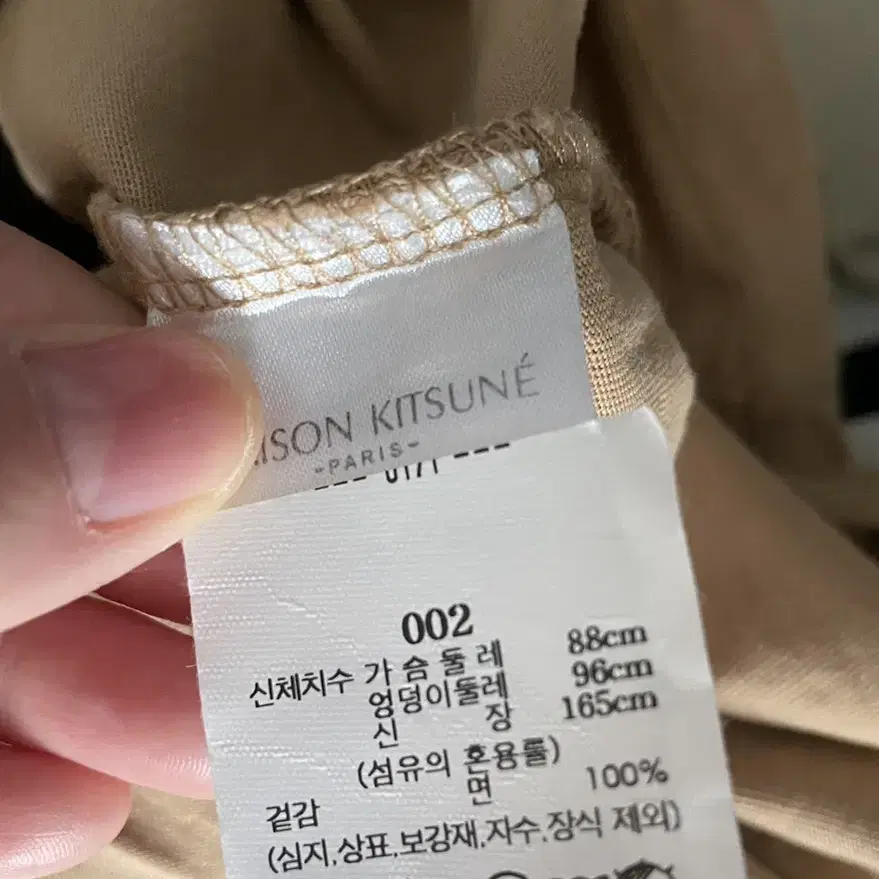 ISON KITSUNÉ
-PARIS-
002
신체치수 가 슴 둘 레 88cm
엉덩이둘레 96cm
신 장 165cm
(섬유의 혼용률)
면 100%
겉감
(심지.상표.보강재.자수.장식 제외)